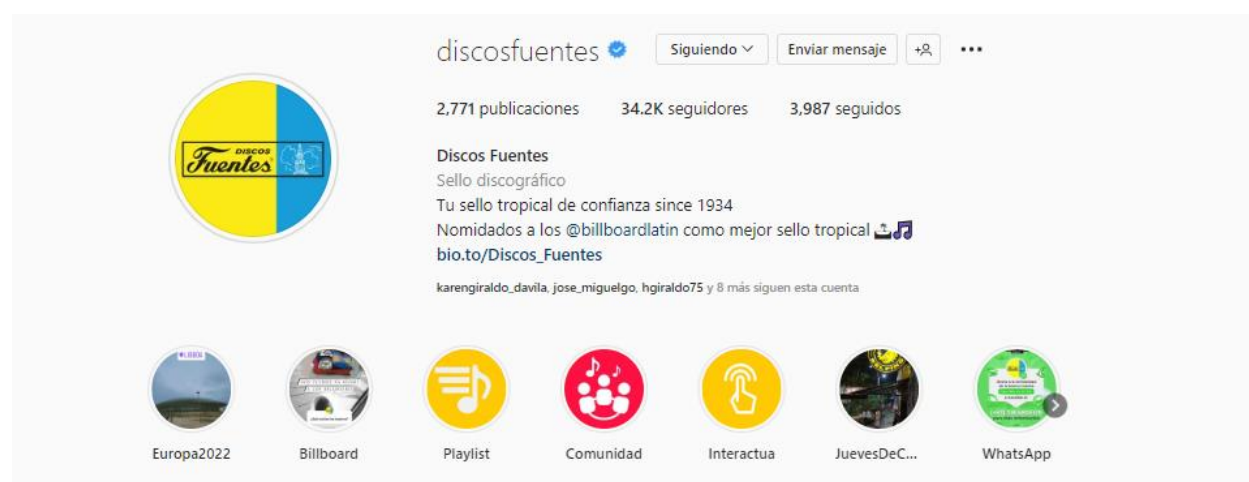 discosfuentes
Siguiendo
Enviar mensaje
2,771 publicaciones
34.2K seguidores
3,987 seguidos
DISCOS
Fuentes
Discos Fuentes
Sello discográfico
Tu sello tropical de confianza since 1934
Nomidados a los @billboardlatin como mejor sello tropical
bio.to/Discos_Fuentes
karengiraldo_davila, jose_miguelgo, hgiraldo75 y 8 más siguen esta cuenta
Europa2022
Billboard
Playlist
Comunidad
Interactua
JuevesDeC...
WhatsApp